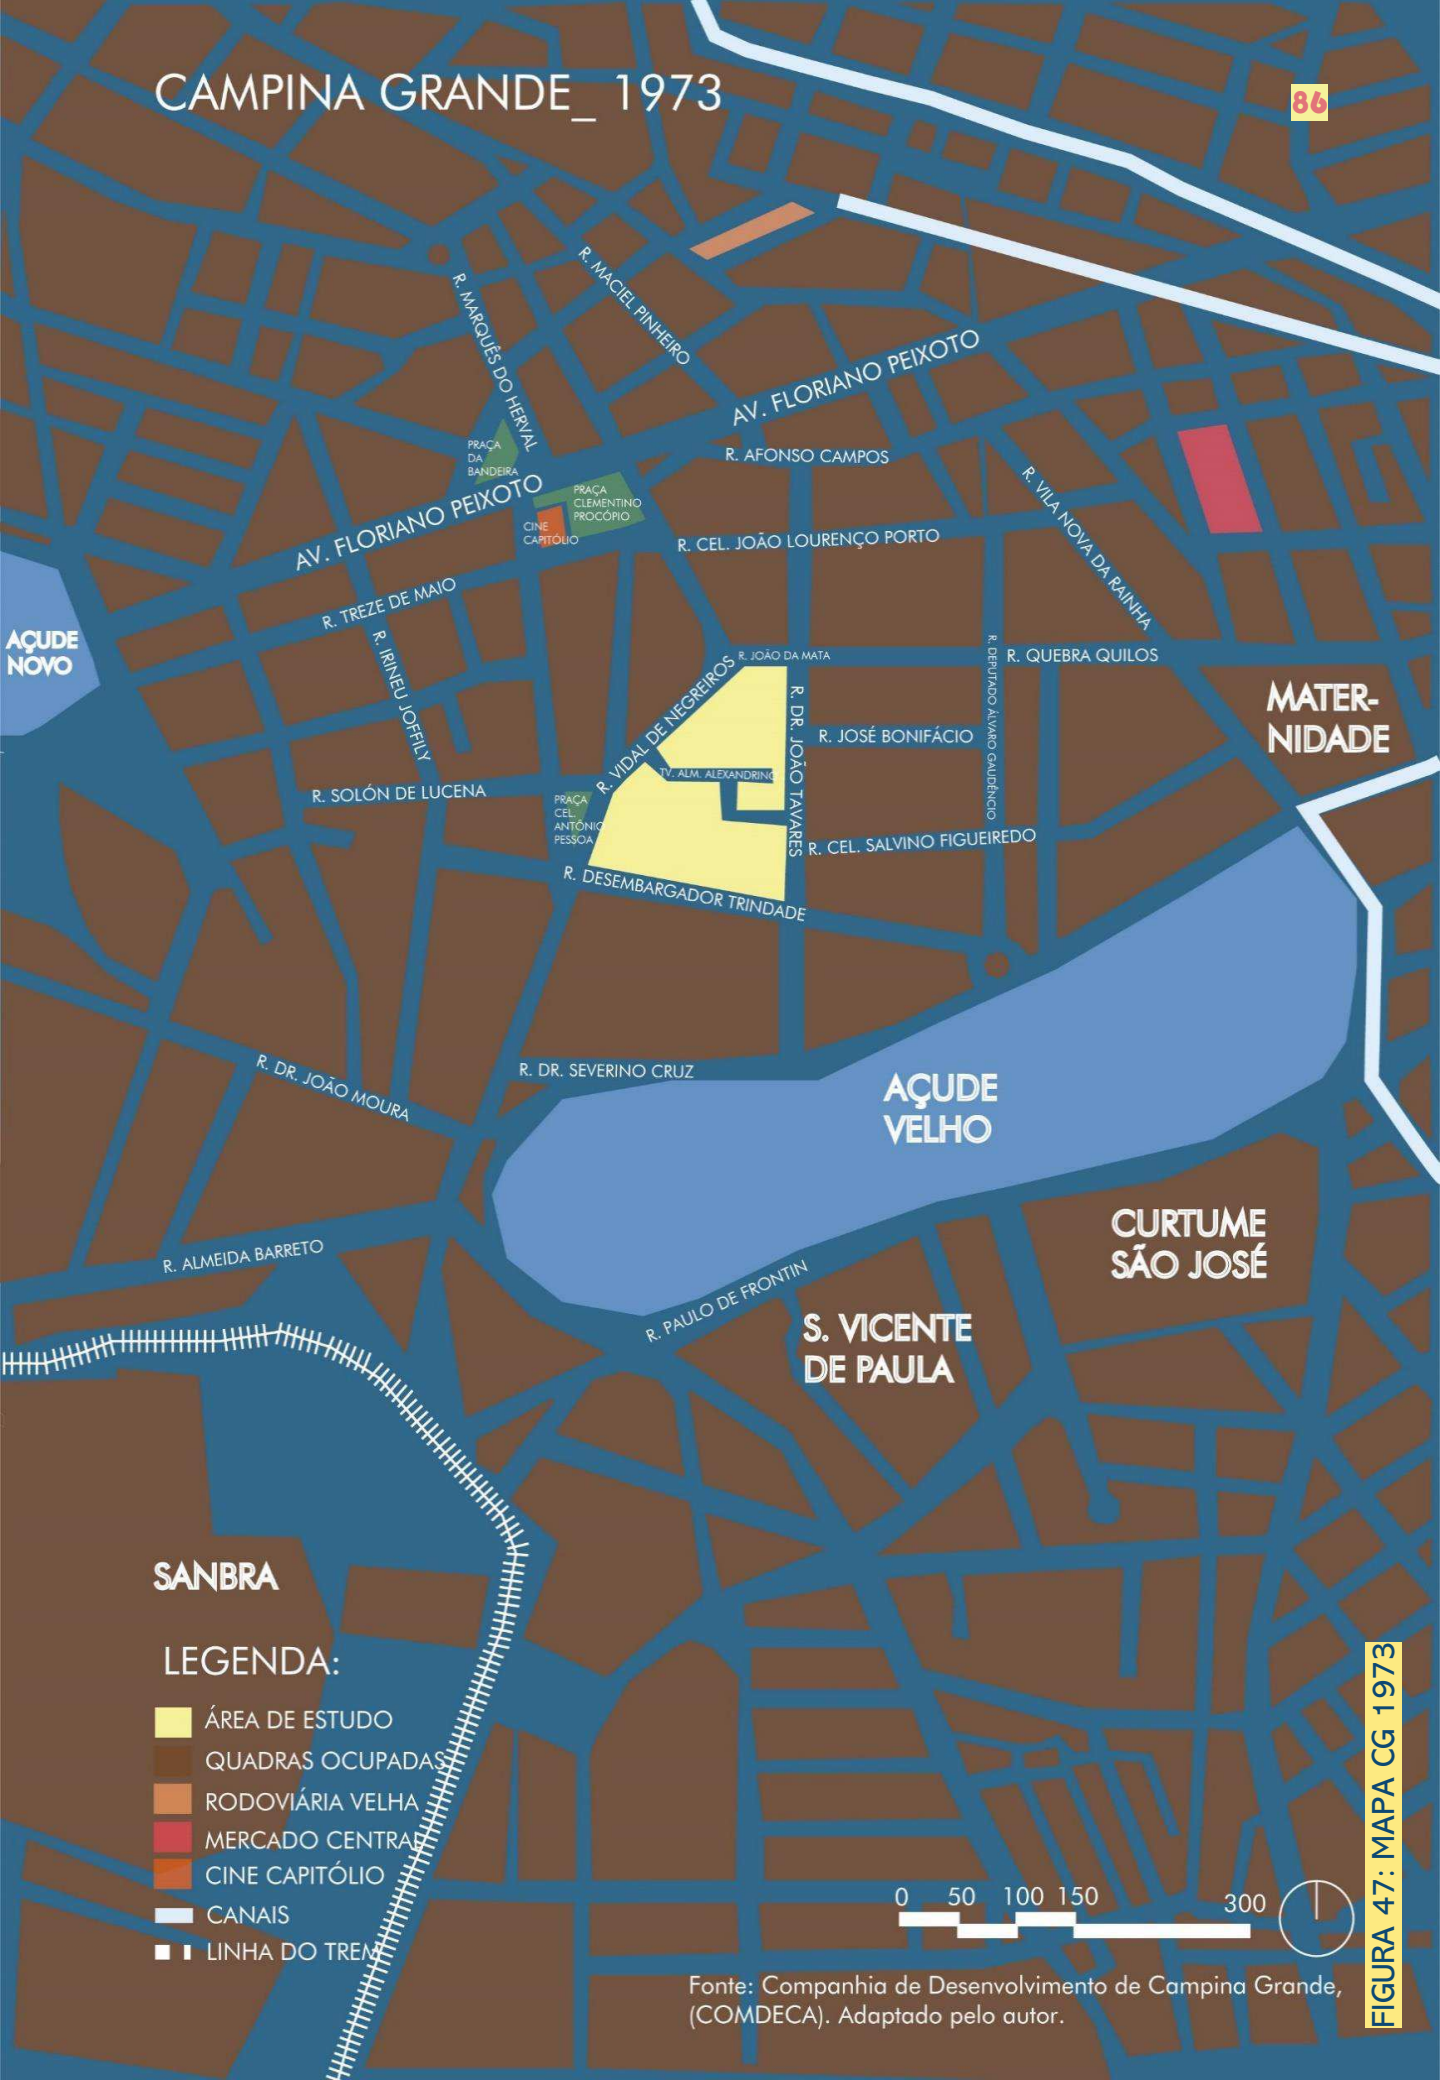 CAMPINA GRANDE_ 1973
86
R. MACIEL PINHEIRO
R. MARQUÊS DO HERVAL
AV. FLORIANO PEIXOTO
PRAÇA
DA
BANDEIRA
R. AFONSO CAMPOS
AV. FLORIANO PEIXOTO
PRAÇA
CLEMENTINO
PROCÓPIO
CINE
CAPITÓLIO
R. CEL. JOÃO LOURENÇO PORTO
R. VILA NOVA DA RAINHA
R. TREZE DE MAIO
AÇUDE
NOVO
R. IRINEU JOFFILY
R. JOÃO DA MATA
R. DEPUTADO ÁLVARO GAUDÊNCIO
R. QUEBRA QUILOS
R. VIDAL DE NEGREIROS
R. DR. JOÃO TAVARES
MATER-
NIDADE
R. JOSÉ BONIFÁCIO
TV. ALM. ALEXANDRINO
R. SOLÓN DE LUCENA
PRAÇA
CEL.
ANTÔNIO
PESSOA
R. CEL. SALVINO FIGUEIREDO
R. DESEMBARGADOR TRINDADE
R. DR. JOÃO MOURA
R. DR. SEVERINO CRUZ
AÇUDE
VELHO
CURTUME
SÃO JOSÉ
R. ALMEIDA BARRETO
R. PAULO DE FRONTIN
S. VICENTE
DE PAULA
SANBRA
LEGENDA:
ÁREA DE ESTUDO
QUADRAS OCUPADAS
RODOVIÁRIA VELHA
MERCADO CENTRAL
CINE CAPITÓLIO
CANAIS
LINHA DO TREM
0 50 100 150 300
Fonte: Companhia de Desenvolvimento de Campina Grande,
(COMDECA). Adaptado pelo autor.
FIGURA 47: MAPA CG 1973